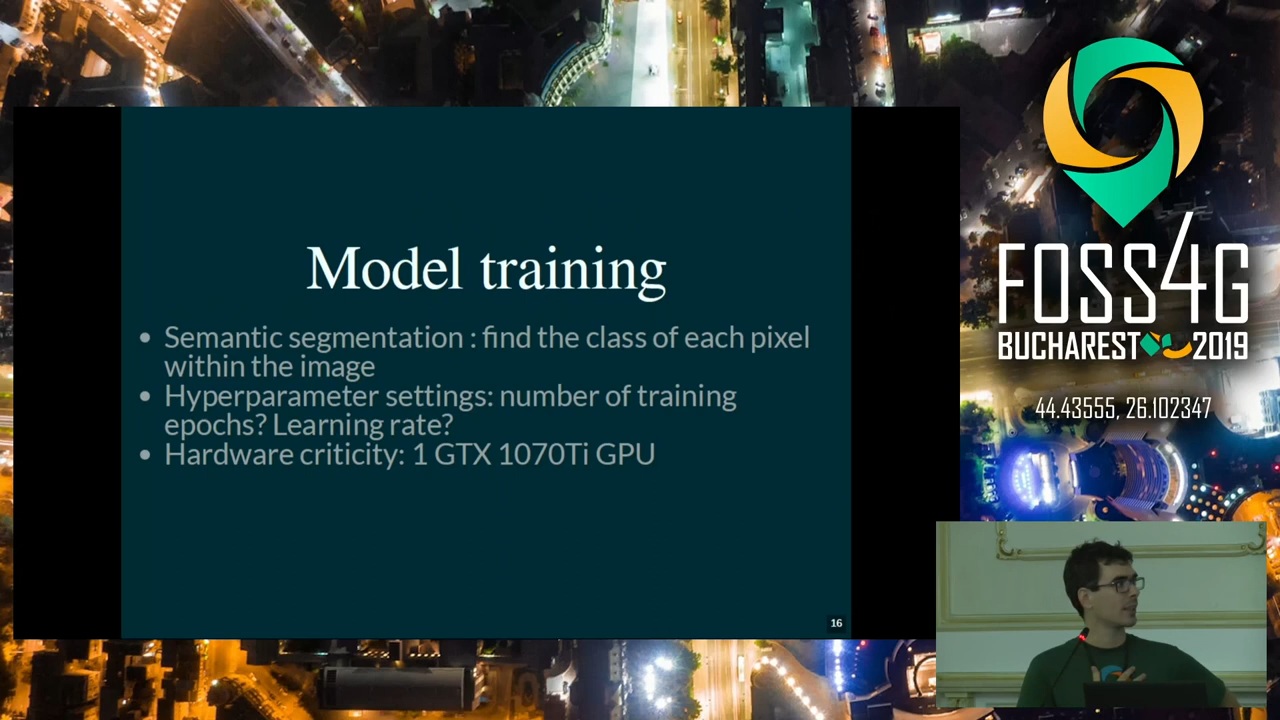 Model training
• Semantic segmentation : find the class of each pixel
within the image
• Hyperparameter settings: number of training
epochs? Learning rate?
• Hardware criticity: 1 GTX 1070Ti GPU
16
FOSS4G
BUCHAREST 2019
44.43555, 26.102347